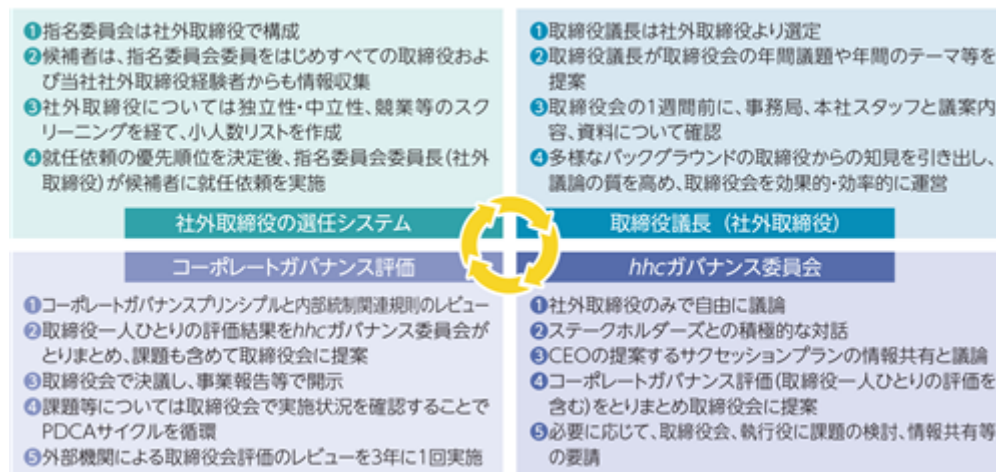 ❶指名委員会は社外取締役で構成
❷候補者は、指名委員会委員をはじめすべての取締役およ
び当社社外取締役経験者からも情報収集
❸社外取締役については独立性・中立性、競業等のスク
リーニングを経て、小人数リストを作成
❹就任依頼の優先順位を決定後、指名委員会委員長(社外
取締役)が候補者に就任依頼を実施
社外取締役の選任システム
❶取締役議長は社外取締役より選定
❷取締役議長が取締役会の年間議題や年間のテーマ等を
提案
❸取締役会の1週間前に、事務局、本社スタッフと議案内
容、資料について確認
❹多様なバックグラウンドの取締役からの知見を引き出し、
議論の質を高め、取締役会を効果的・効率的に運営
取締役議長（社外取締役）
コーポレートガバナンス評価
❶コーポレートガバナンスプリンシプルと内部統制関連規則のレビュー
❷取締役一人ひとりの評価結果をhhcガバナンス委員会が
とりまとめ、課題も含めて取締役会に提案
❸取締役会で決議し、事業報告等で開示
❹課題等については取締役会で実施状況を確認することで
PDCAサイクルを循環
❺外部機関による取締役会評価のレビューを3年に1回実施
hhcガバナンス委員会
❶社外取締役のみで自由に議論
❷ステークホルダーズとの積極的な対話
❸CEOの提案するサクセッションプランの情報共有と議論
❹コーポレートガバナンス評価(取締役一人ひとりの評価を
含む)をとりまとめ取締役会に提案
❺必要に応じて、取締役会、執行役に課題の検討、情報共有等
の要請